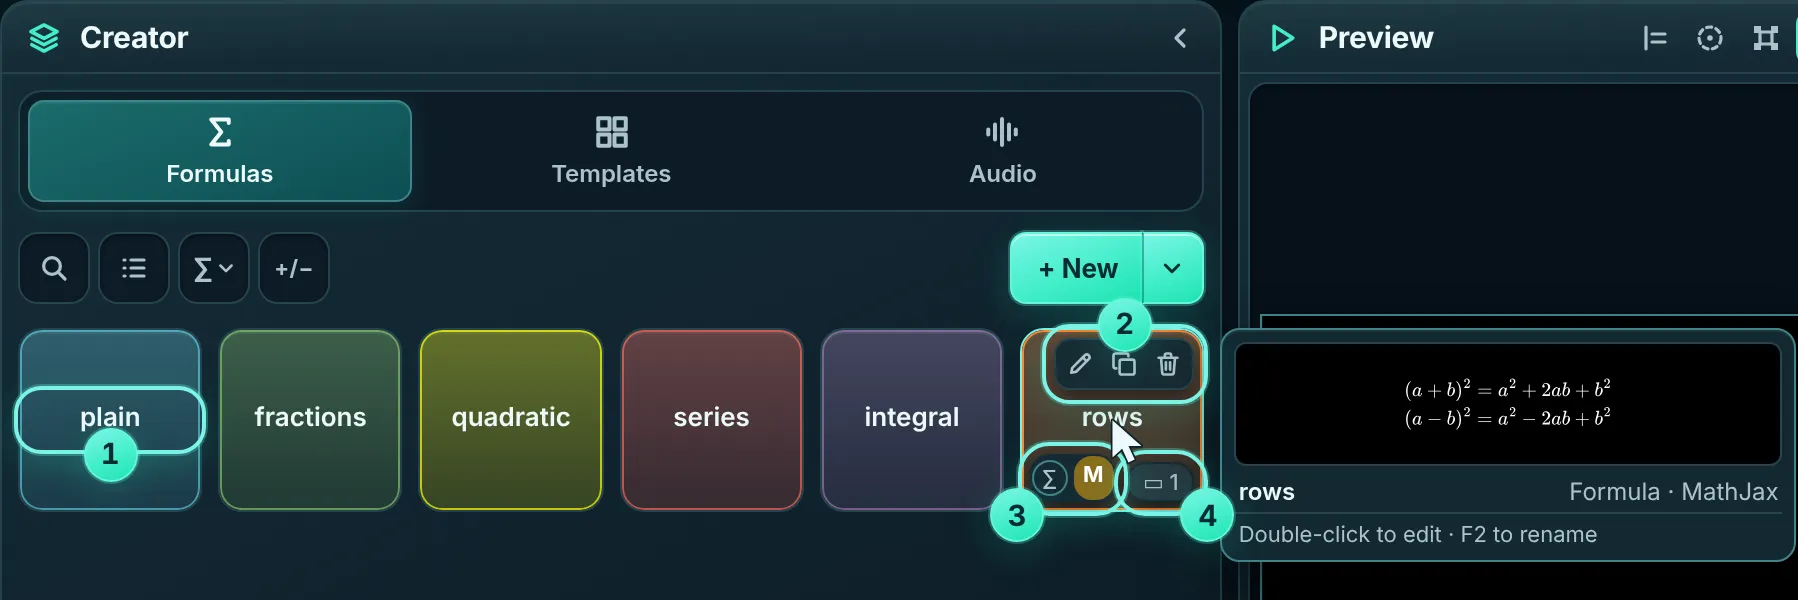 Creator
Preview
Σ
Formulas
Templates
Audio
Σ
+/−
+ New
2
plain
1
fractions
quadratic
series
integral
rows
Σ
M
1
3
4
(a + b)² = a² + 2ab + b²
(a − b)² = a² − 2ab + b²
rows
Formula · MathJax
Double-click to edit · F2 to rename